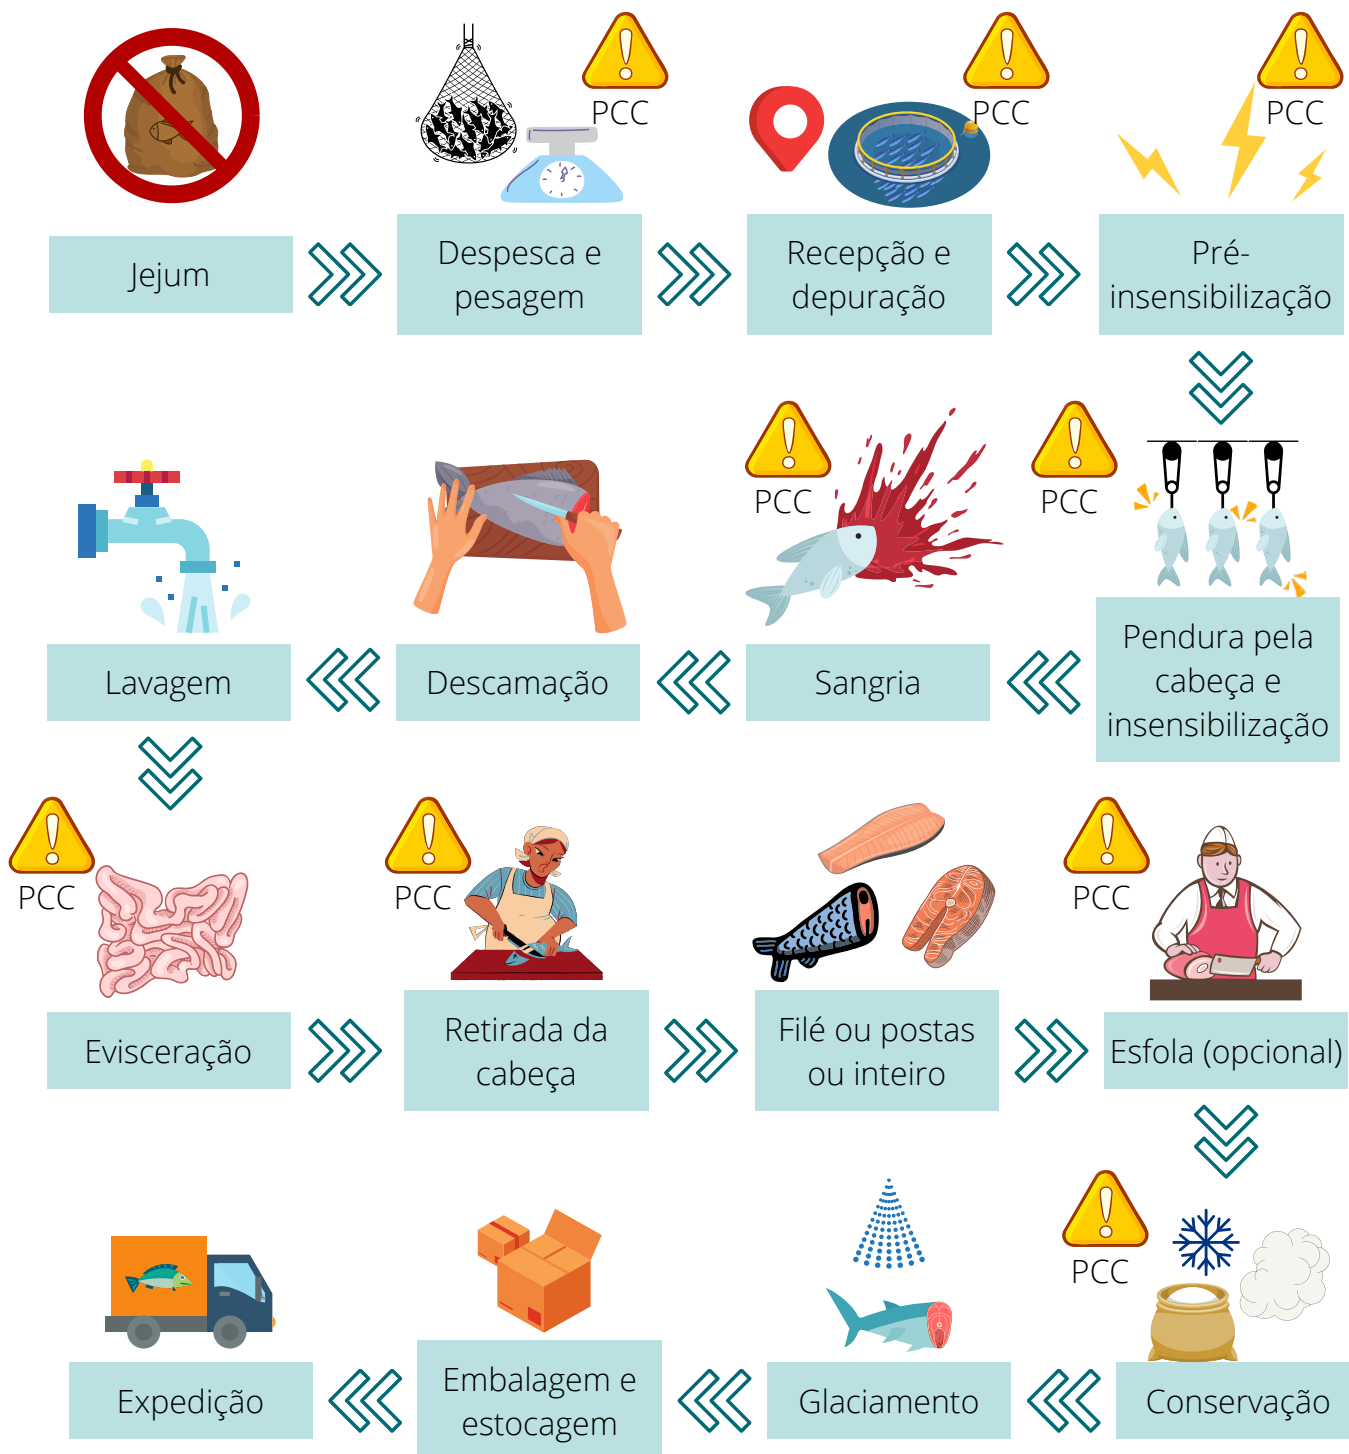 PCC
PCC
PCC
Jejum
Despesca e
pesagem
Recepção e
depuração
Pré-
insensibilização
PCC
PCC
Pendura pela
cabeça e
insensibilização
Sangria
Descamação
Lavagem
PCC
PCC
PCC
Evisceração
Retirada da
cabeça
Filé ou postas
ou inteiro
Esfola (opcional)
PCC
Conservação
Glaciamento
Embalagem e
estocagem
Expedição